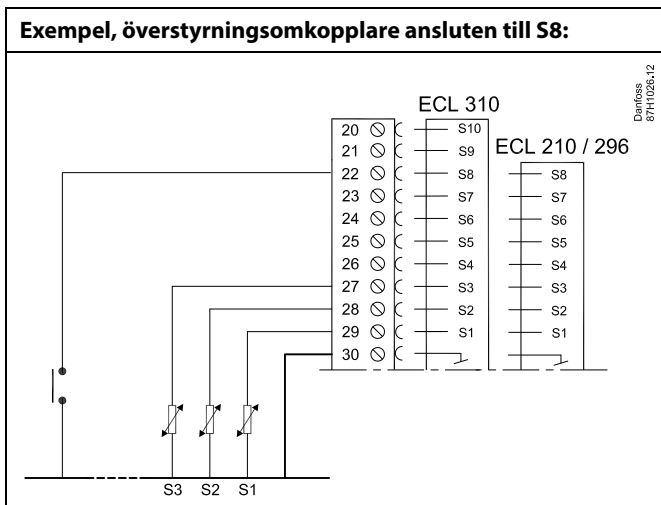 Exempel, överstyrningsomkopplare ansluten till S8:
Danfoss
87H1026.12
ECL 310
ECL 210 / 296
20 S10
21 S9
22 S8 S8
23 S7 S7
24 S6 S6
25 S5 S5
26 S4 S4
27 S3 S3
28 S2 S2
29 S1 S1
30
S3 S2 S1